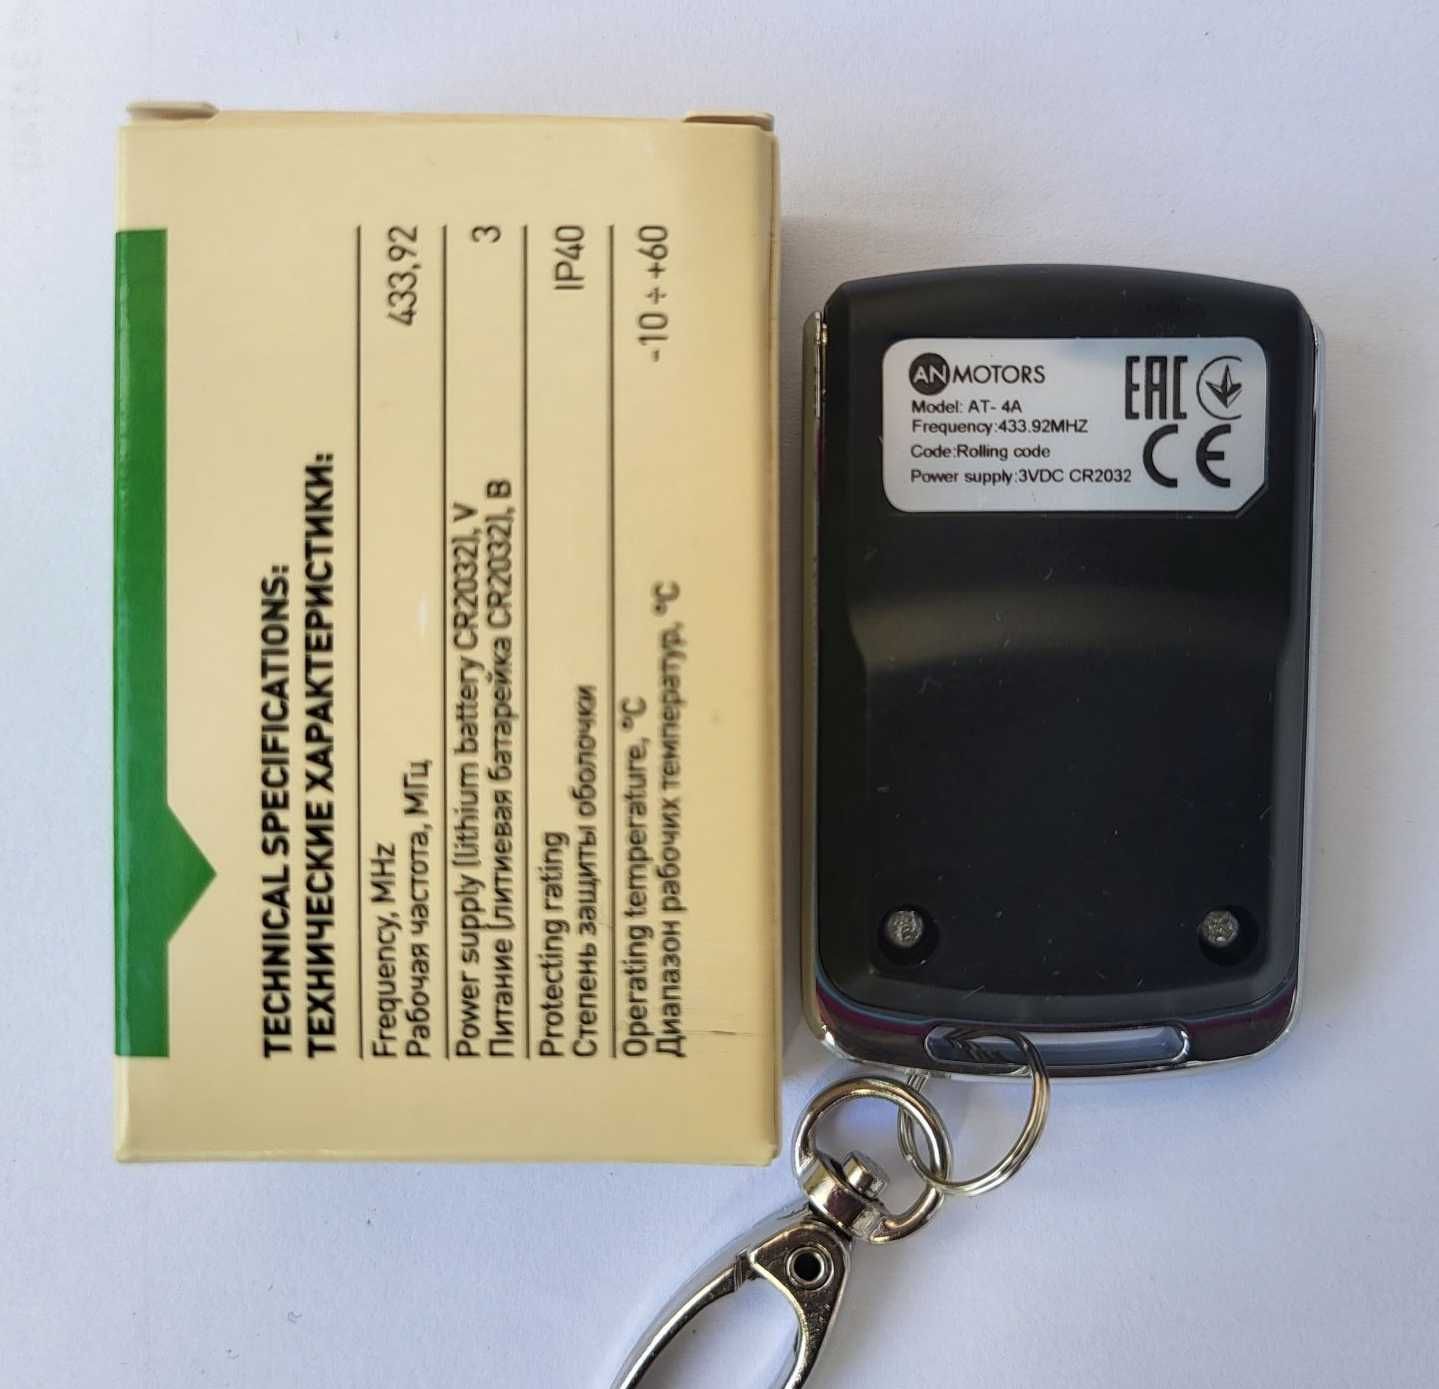 TECHNICAL SPECIFICATIONS:
ТЕХНИЧЕСКИЕ ХАРАКТЕРИСТИКИ:
Frequency, MHz
Рабочая частота, МГц
433,92
Power supply (lithium battery CR2032), V
Питание (литиевая батарейка CR2032), В
3
Protecting rating
Степень защиты оболочки
IP40
Operating temperature, °C
Диапазон рабочих температур, °C
-10 ÷ +60
AN MOTORS
Model: AT- 4A
Frequency:433.92MHZ
Code:Rolling code
Power supply:3VDC CR2032
EAC
CE